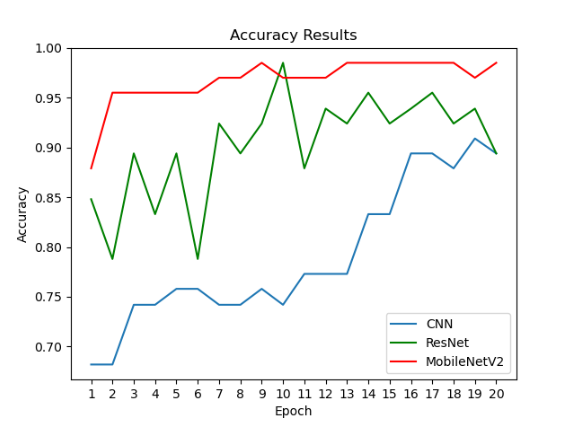 Accuracy Results
Accuracy
1.00
0.95
0.90
0.85
0.80
0.75
0.70
CNN
ResNet
MobileNetV2
1 2 3 4 5 6 7 8 9 10 11 12 13 14 15 16 17 18 19 20
Epoch